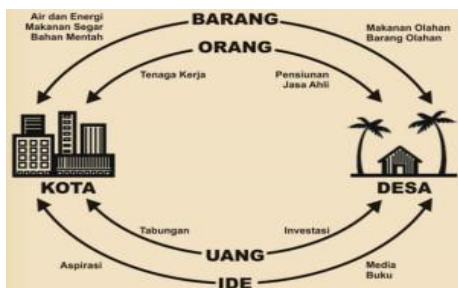 BARANG
Air dan Energi
Makanan Segar
Bahan Mentah
Makanan Olahan
Barang Olahan
ORANG
Tenaga Kerja
Pensiunan
Jasa Ahli
KOTA
DESA
Tabungan
Investasi
UANG
Aspirasi
Media
Buku
IDE